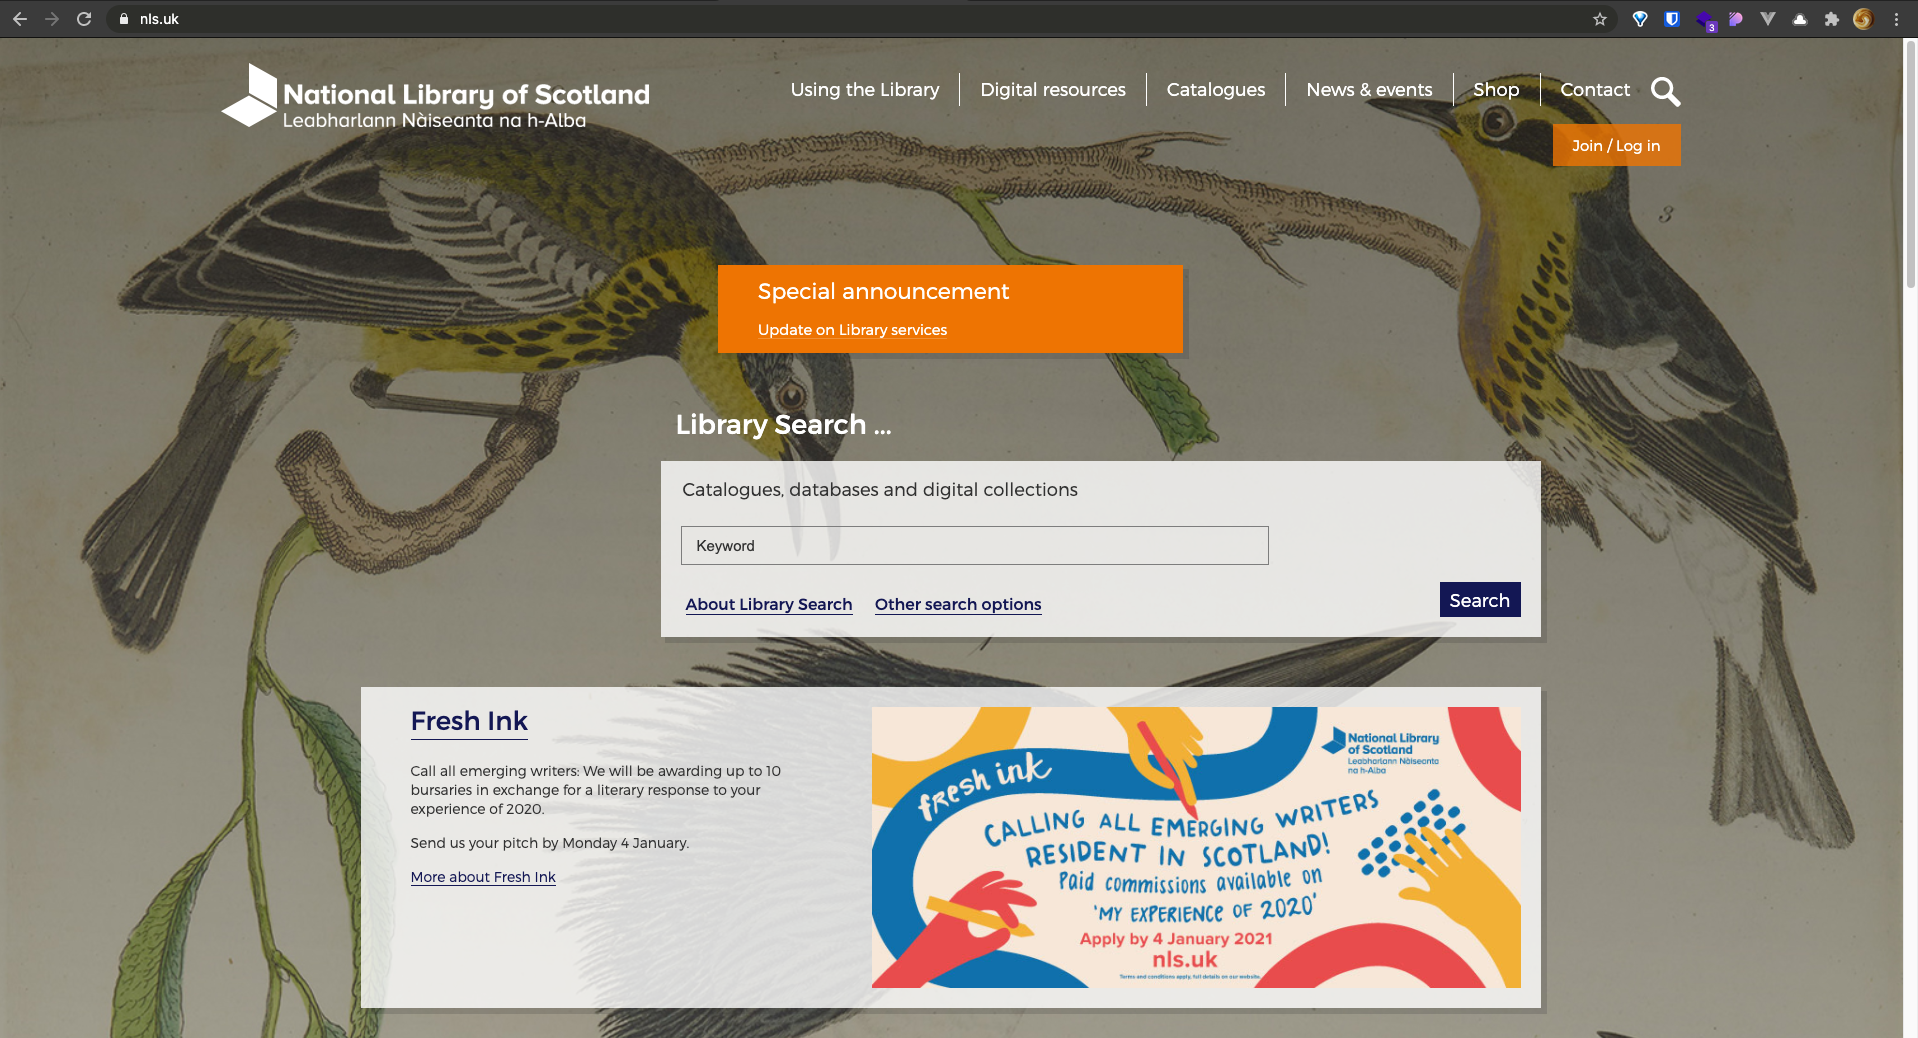 nls.uk
3
National Library of Scotland
Leabharlann Nàiseanta na h-Alba
Using the Library
Digital resources
Catalogues
News & events
Shop
Contact
Join / Log in
3
Special announcement
Update on Library services
Library Search ...
Catalogues, databases and digital collections
Keyword
About Library Search Other search options
Search
Fresh Ink
Call all emerging writers: We will be awarding up to 10
bursaries in exchange for a literary response to your
experience of 2020.
Send us your pitch by Monday 4 January.
More about Fresh Ink
National Library
of Scotland
Leabharlann Nàiseanta
na h-Alba
fresh ink
CALLING ALL EMERGING WRITERS
RESIDENT IN SCOTLAND!
Paid commissions available on
'MY EXPERIENCE OF 2020'
Apply by 4 January 2021
nls.uk
Terms and conditions apply, full details on our website.